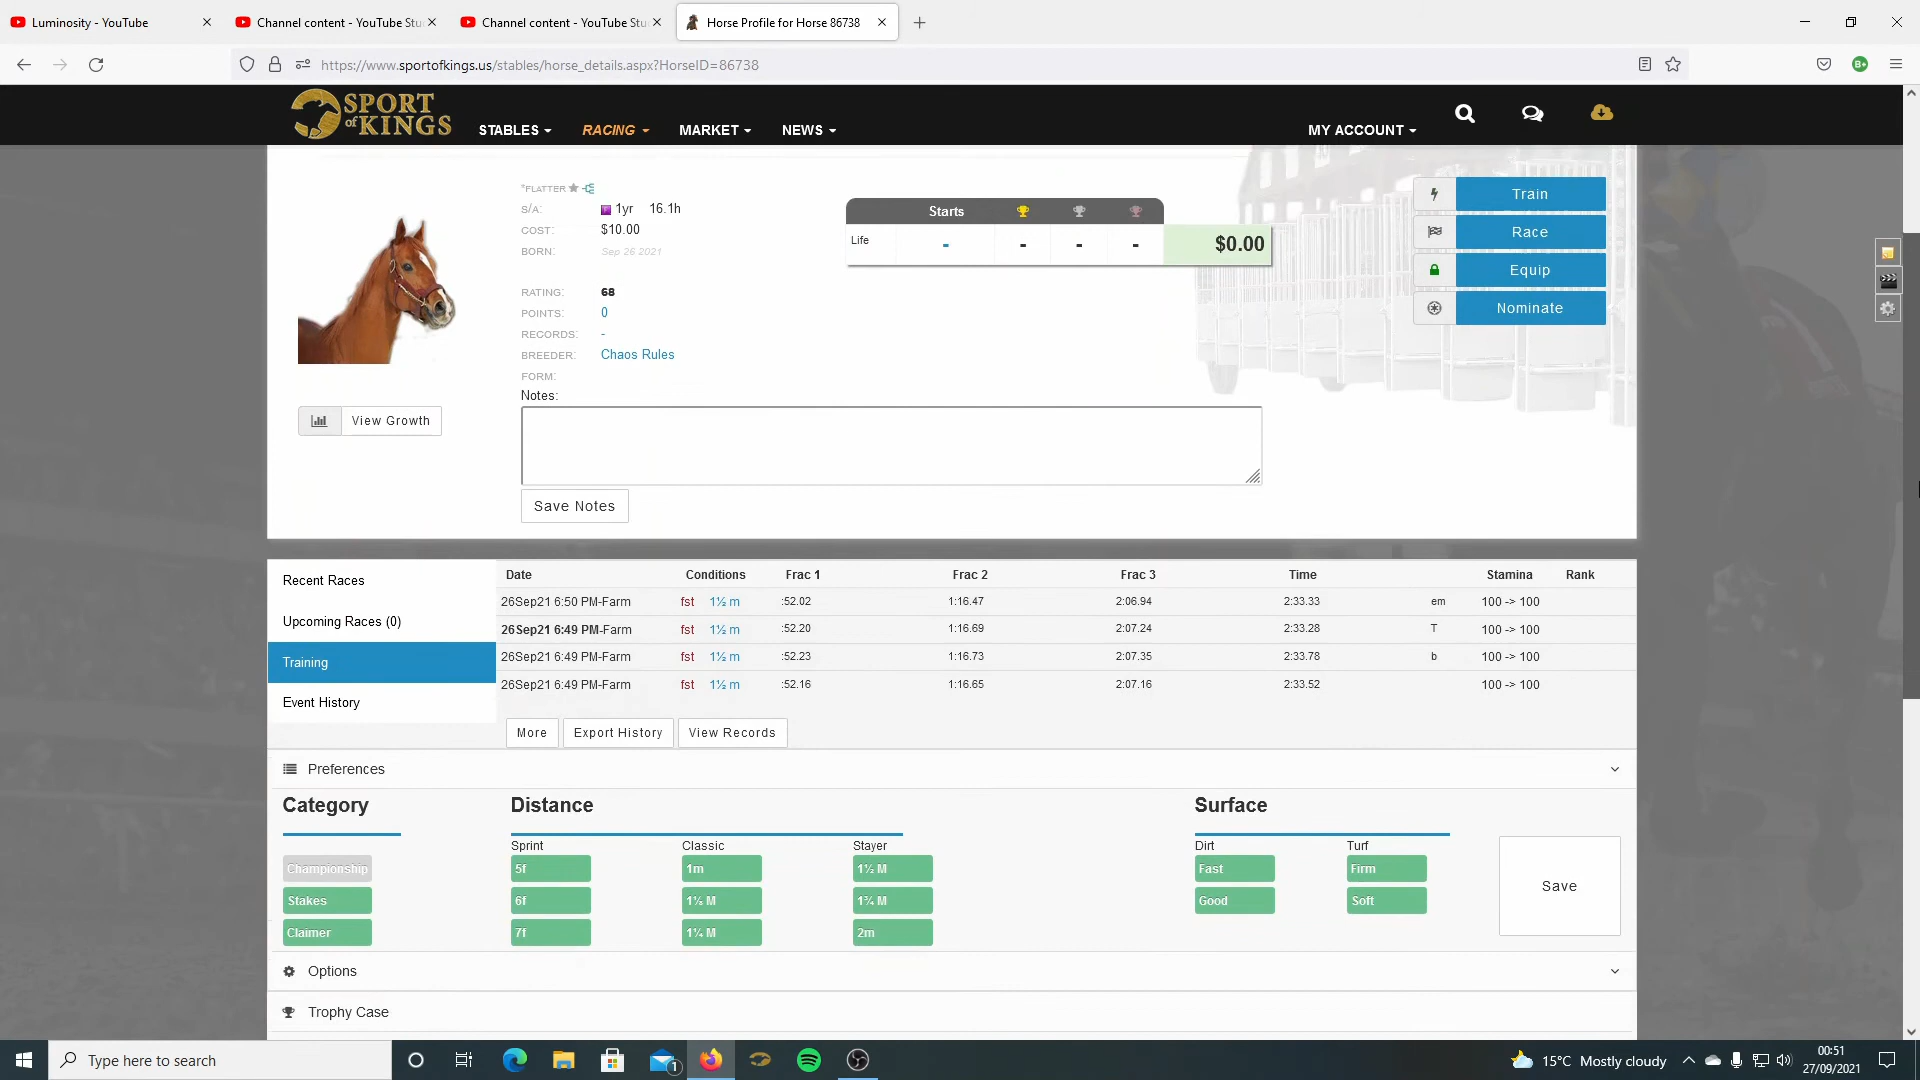 Luminosity - YouTube
Channel content - YouTube Stu
Channel content - YouTube Stu
Horse Profile for Horse 86738
https://www.sportofkings.us/stables/horse_details.aspx?HorseID=86738
SPORT of KINGS
STABLES
RACING
MARKET
NEWS
MY ACCOUNT
*FLATTER
S/A: 1yr 16.1h
COST: $10.00
BORN: Sep 26 2021
RATING: 68
POINTS: 0
RECORDS: -
BREEDER: Chaos Rules
FORM:
Notes:
Save Notes
View Growth
Starts
Life - - - - $0.00
Train
Race
Equip
Nominate
Recent Races
Upcoming Races (0)
Training
Event History
Date Conditions Frac 1 Frac 2 Frac 3 Time Stamina Rank
26Sep21 6:50 PM-Farm fst 1½ m :52.02 1:16.47 2:06.94 2:33.33 em 100 -> 100
26Sep21 6:49 PM-Farm fst 1½ m :52.20 1:16.69 2:07.24 2:33.28 T 100 -> 100
26Sep21 6:49 PM-Farm fst 1½ m :52.23 1:16.73 2:07.35 2:33.78 b 100 -> 100
26Sep21 6:49 PM-Farm fst 1½ m :52.16 1:16.65 2:07.16 2:33.52 100 -> 100
More
Export History
View Records
Preferences
Category
Championship
Stakes
Claimer
Distance
Sprint Classic Stayer
5f 1m 1½ M
6f 1⅛ M 1¾ M
7f 1¼ M 2m
Surface
Dirt Turf
Fast Firm
Good Soft
Save
Options
Trophy Case
Type here to search
1
15°C Mostly cloudy
00:51
27/09/2021